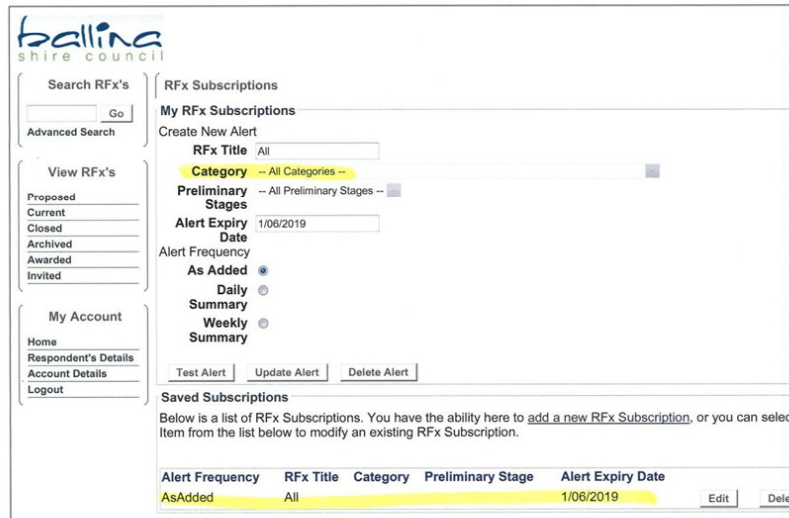 ballina
shire council
Search RFx's
Go
Advanced Search
View RFx's
Proposed
Current
Closed
Archived
Awarded
Invited
My Account
Home
Respondent's Details
Account Details
Logout
RFx Subscriptions
My RFx Subscriptions
Create New Alert
RFx Title All
Category -- All Categories --
Preliminary -- All Preliminary Stages --
Stages
Alert Expiry 1/06/2019
Date
Alert Frequency
As Added
Daily
Summary
Weekly
Summary
Test Alert Update Alert Delete Alert
Saved Subscriptions
Below is a list of RFx Subscriptions. You have the ability here to add a new RFx Subscription, or you can selec
Item from the list below to modify an existing RFx Subscription.
Alert Frequency RFx Title Category Preliminary Stage Alert Expiry Date
AsAdded All 1/06/2019 Edit Dele